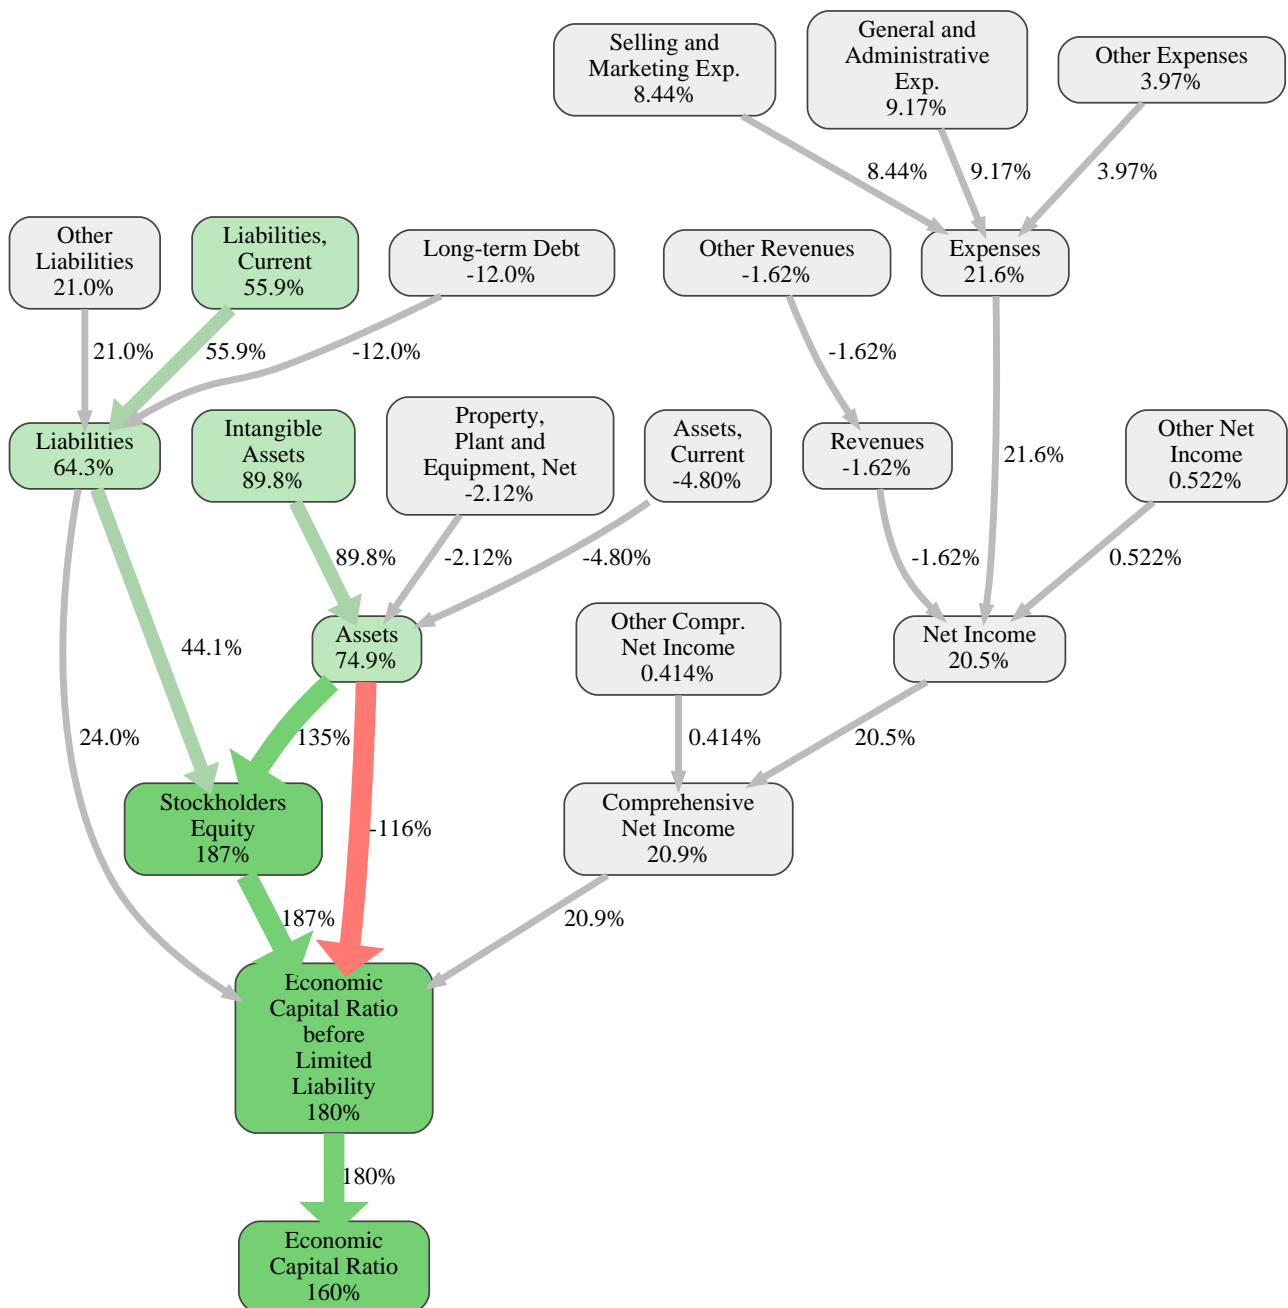 Selling and
Marketing Exp.
8.44%
General and
Administrative
Exp.
9.17%
Other Expenses
3.97%
8.44%
9.17%
3.97%
Other
Liabilities
21.0%
Liabilities,
Current
55.9%
Long-term Debt
-12.0%
Other Revenues
-1.62%
Expenses
21.6%
21.0%
55.9%
-12.0%
-1.62%
Liabilities
64.3%
Intangible
Assets
89.8%
Property,
Plant and
Equipment, Net
-2.12%
Assets,
Current
-4.80%
Revenues
-1.62%
21.6%
Other Net
Income
0.522%
89.8%
-2.12%
-4.80%
-1.62%
0.522%
44.1%
Assets
74.9%
Other Compr.
Net Income
0.414%
Net Income
20.5%
24.0%
135%
0.414%
20.5%
Stockholders
Equity
187%
-116%
Comprehensive
Net Income
20.9%
187%
20.9%
Economic
Capital Ratio
before
Limited
Liability
180%
180%
Economic
Capital Ratio
160%